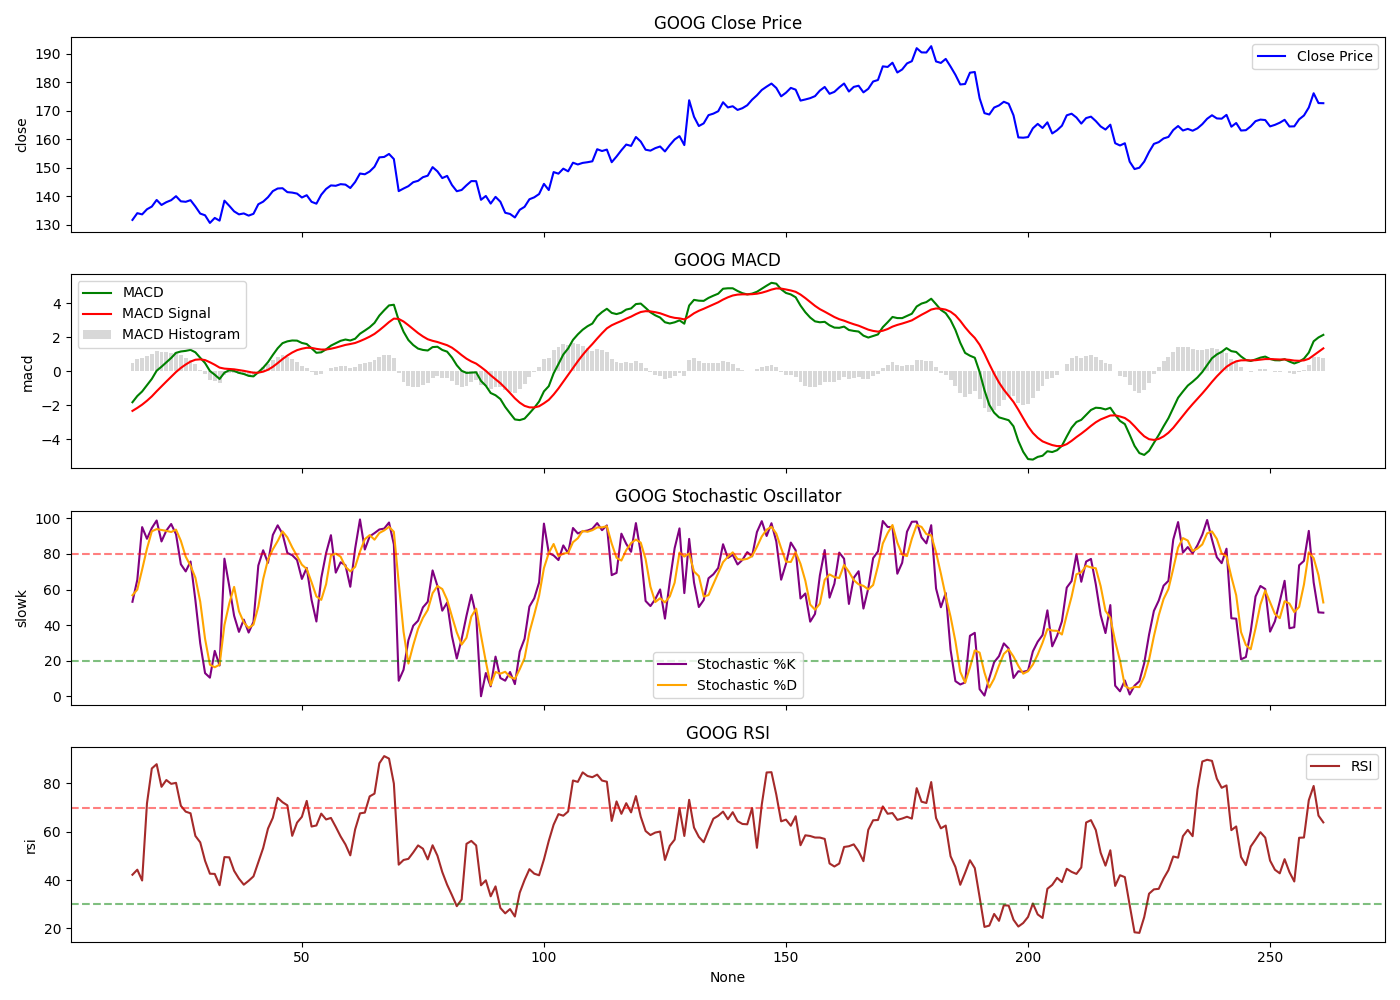 GOOG Close Price
190
180
170
160
150
140
130
close
Close Price
GOOG MACD
4
2
0
−2
−4
macd
MACD
MACD Signal
MACD Histogram
GOOG Stochastic Oscillator
100
80
60
40
20
0
slowk
Stochastic %K
Stochastic %D
GOOG RSI
80
60
40
20
rsi
RSI
50
100
150
200
250
None